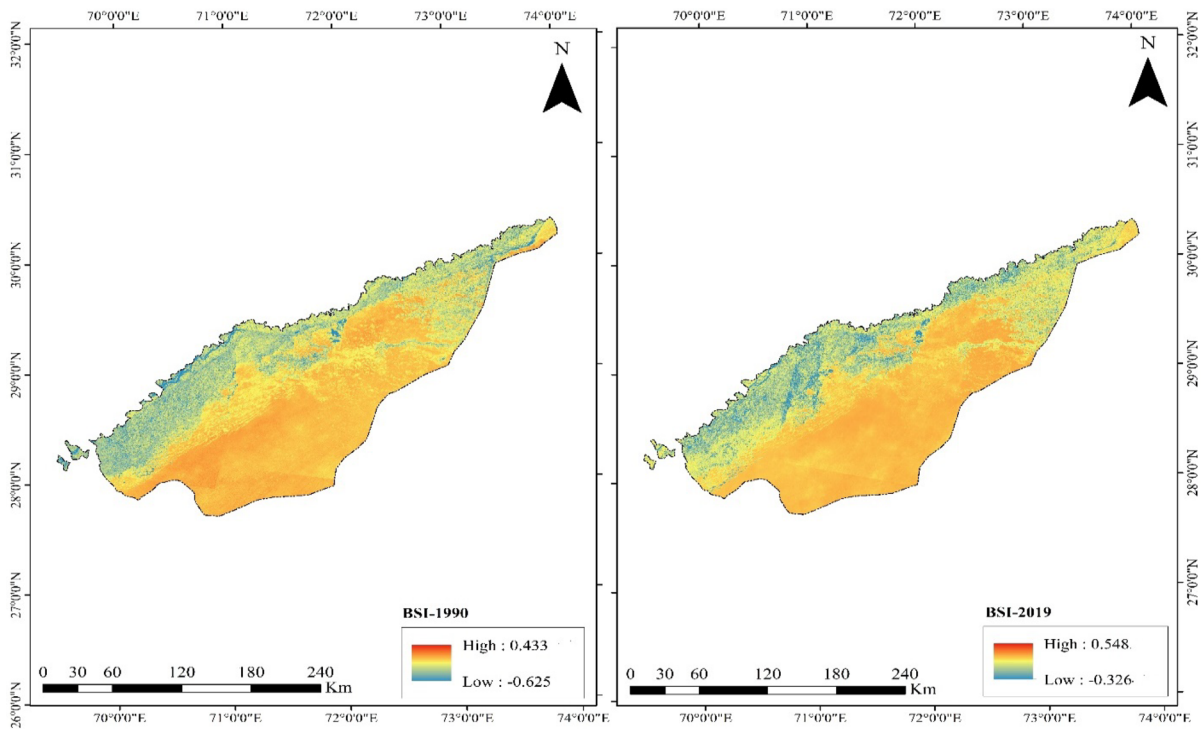 70°0'0"E 71°0'0"E 72°0'0"E 73°0'0"E 74°0'0"E
70°0'0"E 71°0'0"E 72°0'0"E 73°0'0"E 74°0'0"E
N
N
32°0'0"N
31°0'0"N
30°0'0"N
29°0'0"N
28°0'0"N
27°0'0"N
26°0'0"N
32°0'0"N
31°0'0"N
30°0'0"N
29°0'0"N
28°0'0"N
27°0'0"N
BSI-1990
High : 0.433
Low : -0.625
0 30 60 120 180 240
Km
BSI-2019
High : 0.548
Low : -0.326
0 30 60 120 180 240
Km
70°0'0"E 71°0'0"E 72°0'0"E 73°0'0"E 74°0'0"E
70°0'0"E 71°0'0"E 72°0'0"E 73°0'0"E 74°0'0"E